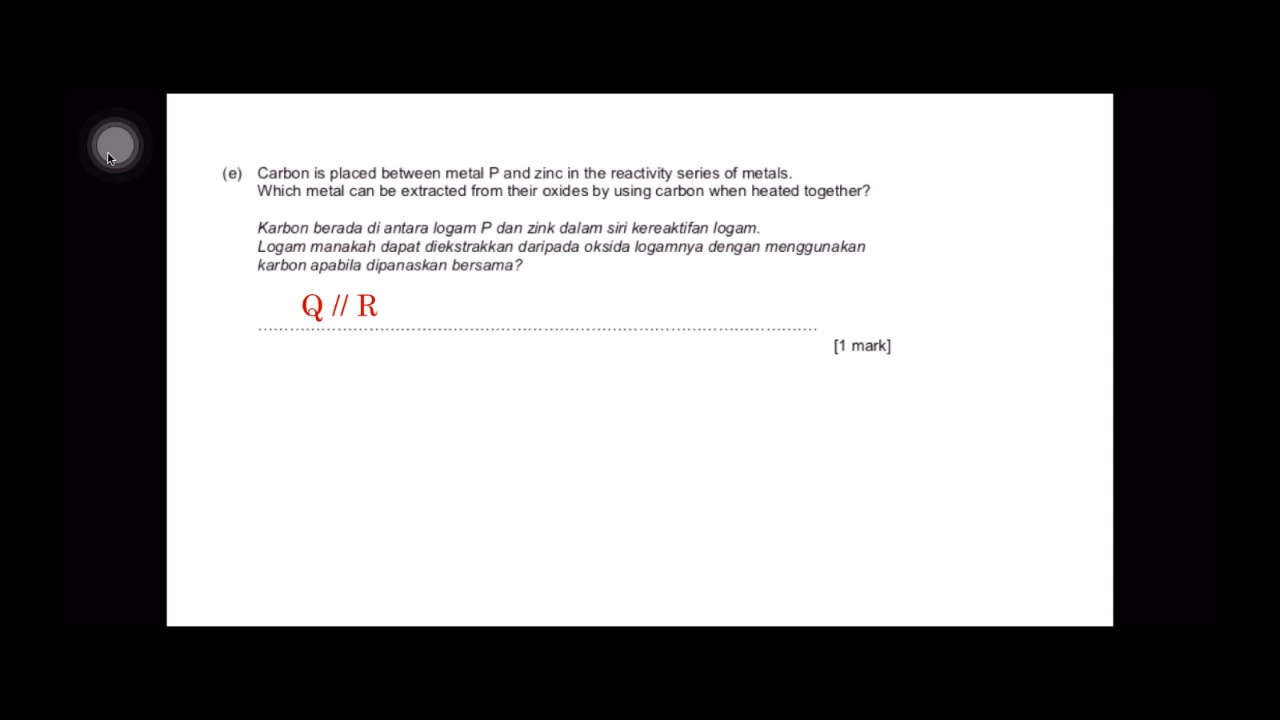 (e) Carbon is placed between metal P and zinc in the reactivity series of metals.
Which metal can be extracted from their oxides by using carbon when heated together?
Karbon berada di antara logam P dan zink dalam siri kereaktifan logam.
Logam manakah dapat diekstrakkan daripada oksida logamnya dengan menggunakan
karbon apabila dipanaskan bersama?
Q // R
[1 mark]